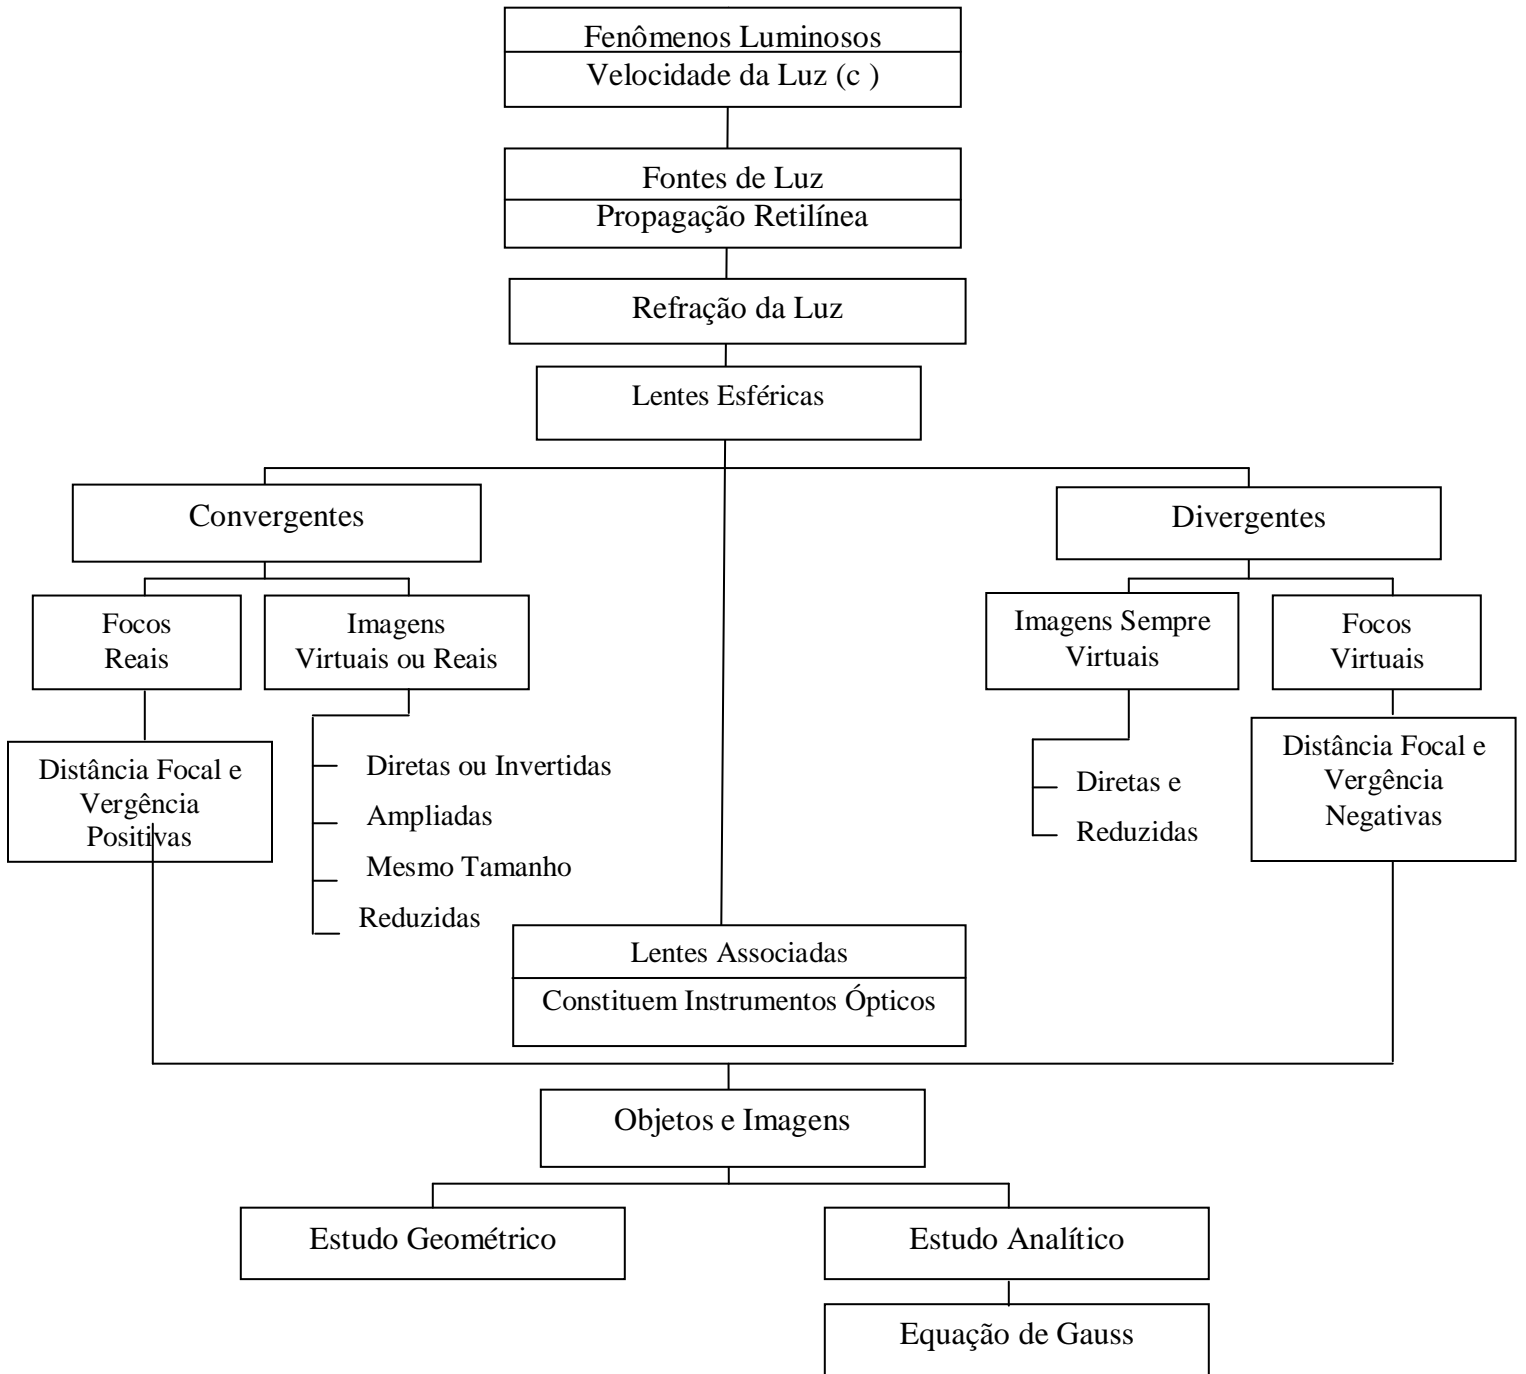 Fenômenos Luminosos
Velocidade da Luz (c )
Fontes de Luz
Propagação Retilínea
Refração da Luz
Lentes Esféricas
Convergentes
Divergentes
Focos
Reais
Imagens
Virtuais ou Reais
Imagens Sempre
Virtuais
Focos
Virtuais
Distância Focal e
Vergência
Positivas
Diretas ou Invertidas
Ampliadas
Mesmo Tamanho
Reduzidas
Diretas e
Reduzidas
Distância Focal e
Vergência
Negativas
Lentes Associadas
Constituem Instrumentos Ópticos
Objetos e Imagens
Estudo Geométrico
Estudo Analítico
Equação de Gauss